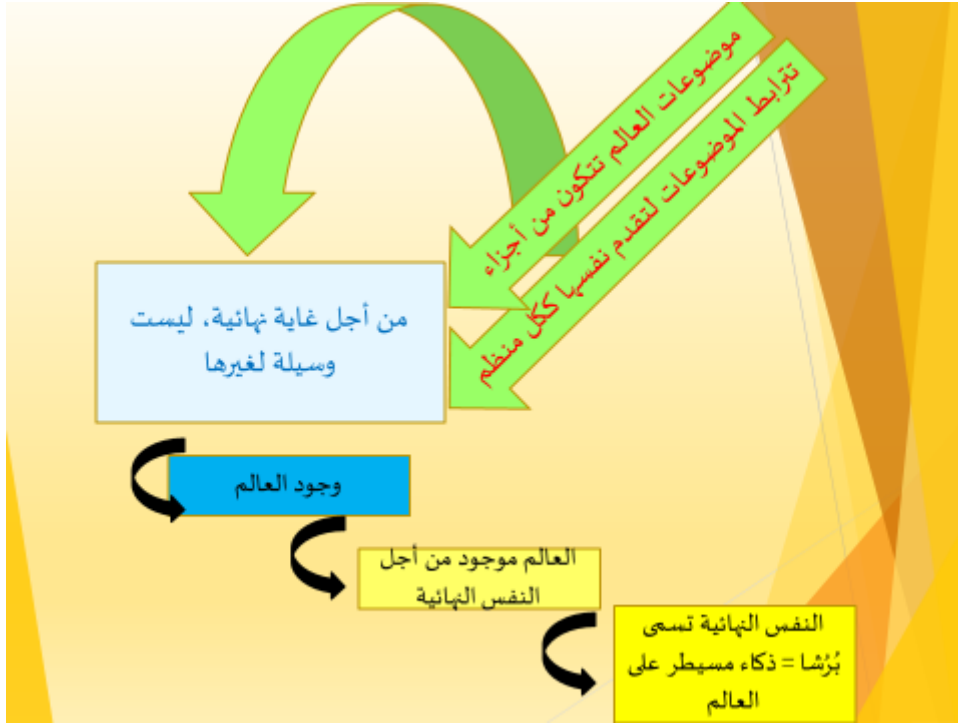 موضوعات العالم تتكون من أجزاء
تترابط الموضوعات لتقدم نفسها ككل منظم
من أجل غاية نهائية، ليست
وسيلة لغيرها
وجود العالم
العالم موجود من أجل
النفس النهائية
النفس النهائية تسمى
بُرُشا = ذكاء مسيطر على
العالم